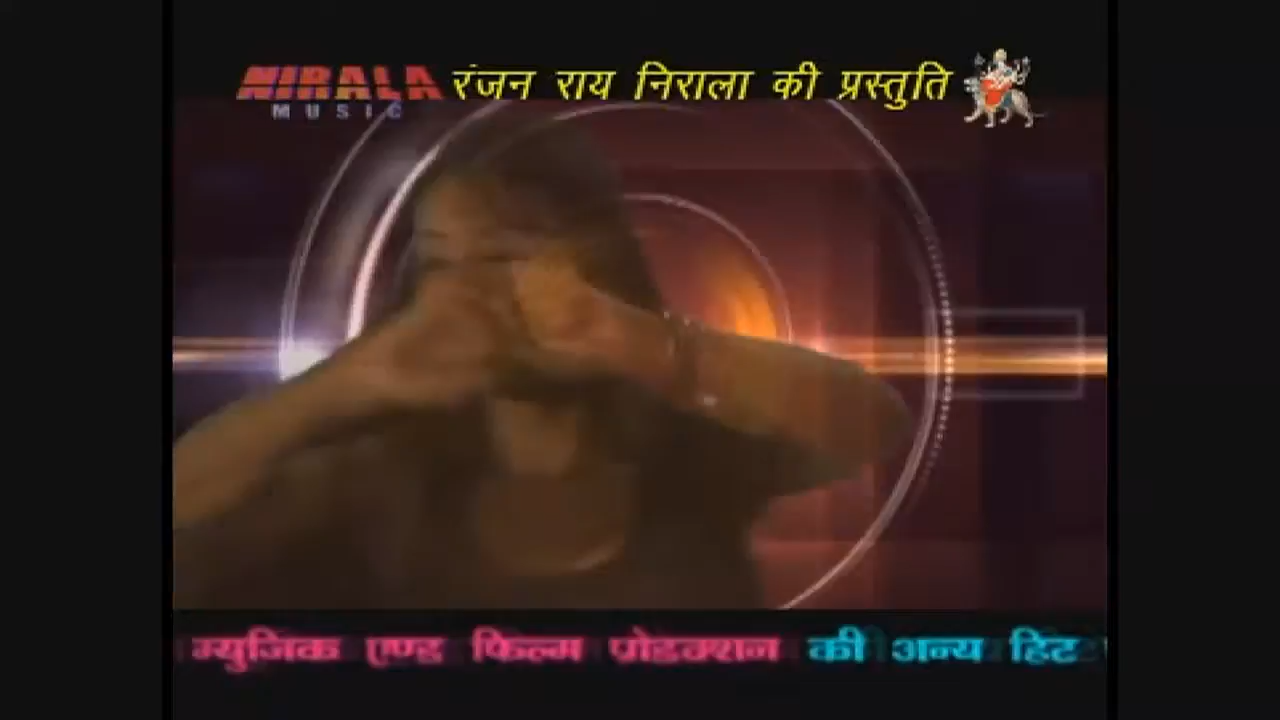 NIRALA रंजन राय निराला की प्रस्तुति
MUSIC
म्युजिक एण्ड फिल्म प्रोडक्शन की अन्य हिट